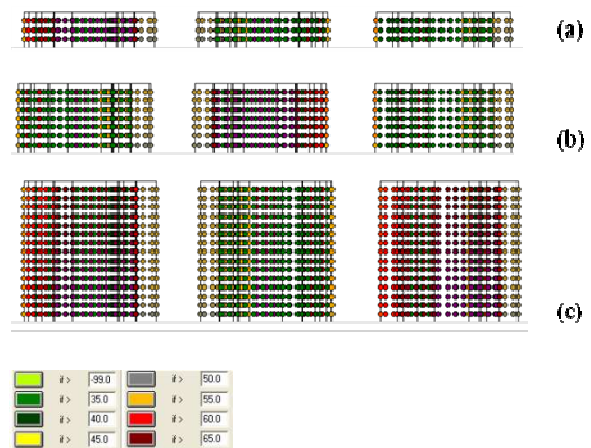 (a)
(b)
(c)
if > -99.0 if > 50.0
if > 35.0 if > 55.0
if > 40.0 if > 60.0
if > 45.0 if > 65.0